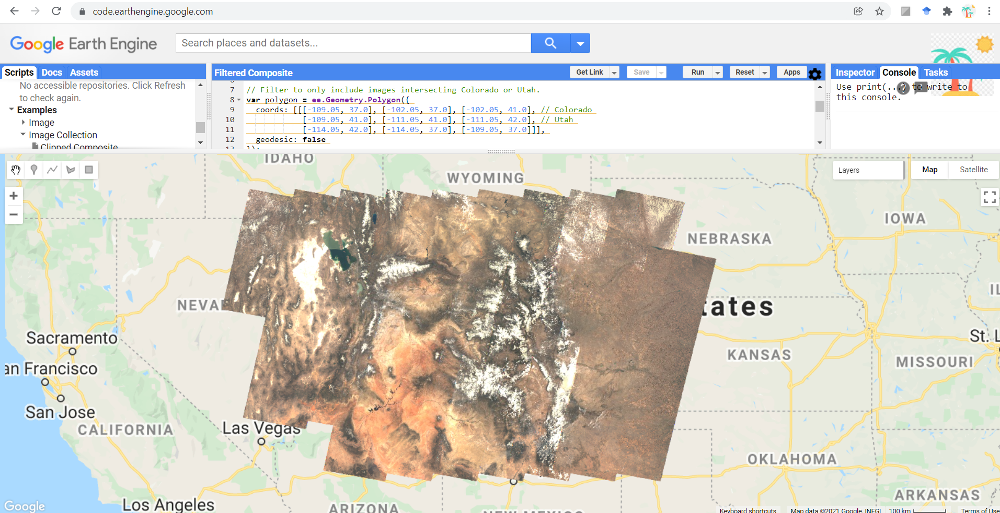 code.earthengine.google.com
Google Earth Engine
Search places and datasets...
Scripts Docs Assets
No accessible repositories. Click Refresh
to check again.
Examples
Image
Image Collection
Clipped Composite
Filtered Composite
Get Link Save Run Reset Apps
7 // Filter to only include images intersecting Colorado or Utah.
8 var polygon = ee.Geometry.Polygon({
9 coords: [[[-109.05, 37.0], [-102.05, 37.0], [-102.05, 41.0], // Colorado
10 [-109.05, 41.0], [-111.05, 41.0], [-111.05, 42.0], // Utah
11 [-114.05, 42.0], [-114.05, 37.0], [-109.05, 37.0]]],
12 geodesic: false
});
Inspector Console Tasks
Use print(...) to write to
this console.
Layers
Map Satellite
IDAHO
WYOMING
IOWA
NEBRASKA
NEVA
tates
Sacramento
St. L
KANSAS
MISSOURI
an Francisco
San Jose
CALIFORNIA
Las Vegas
OKLAHOMA
ARKANSAS
Los Angeles
ARIZONA
NEW MEXICO
Google
Keyboard shortcuts Map data ©2021 Google, INEGI 100 km Terms of Use